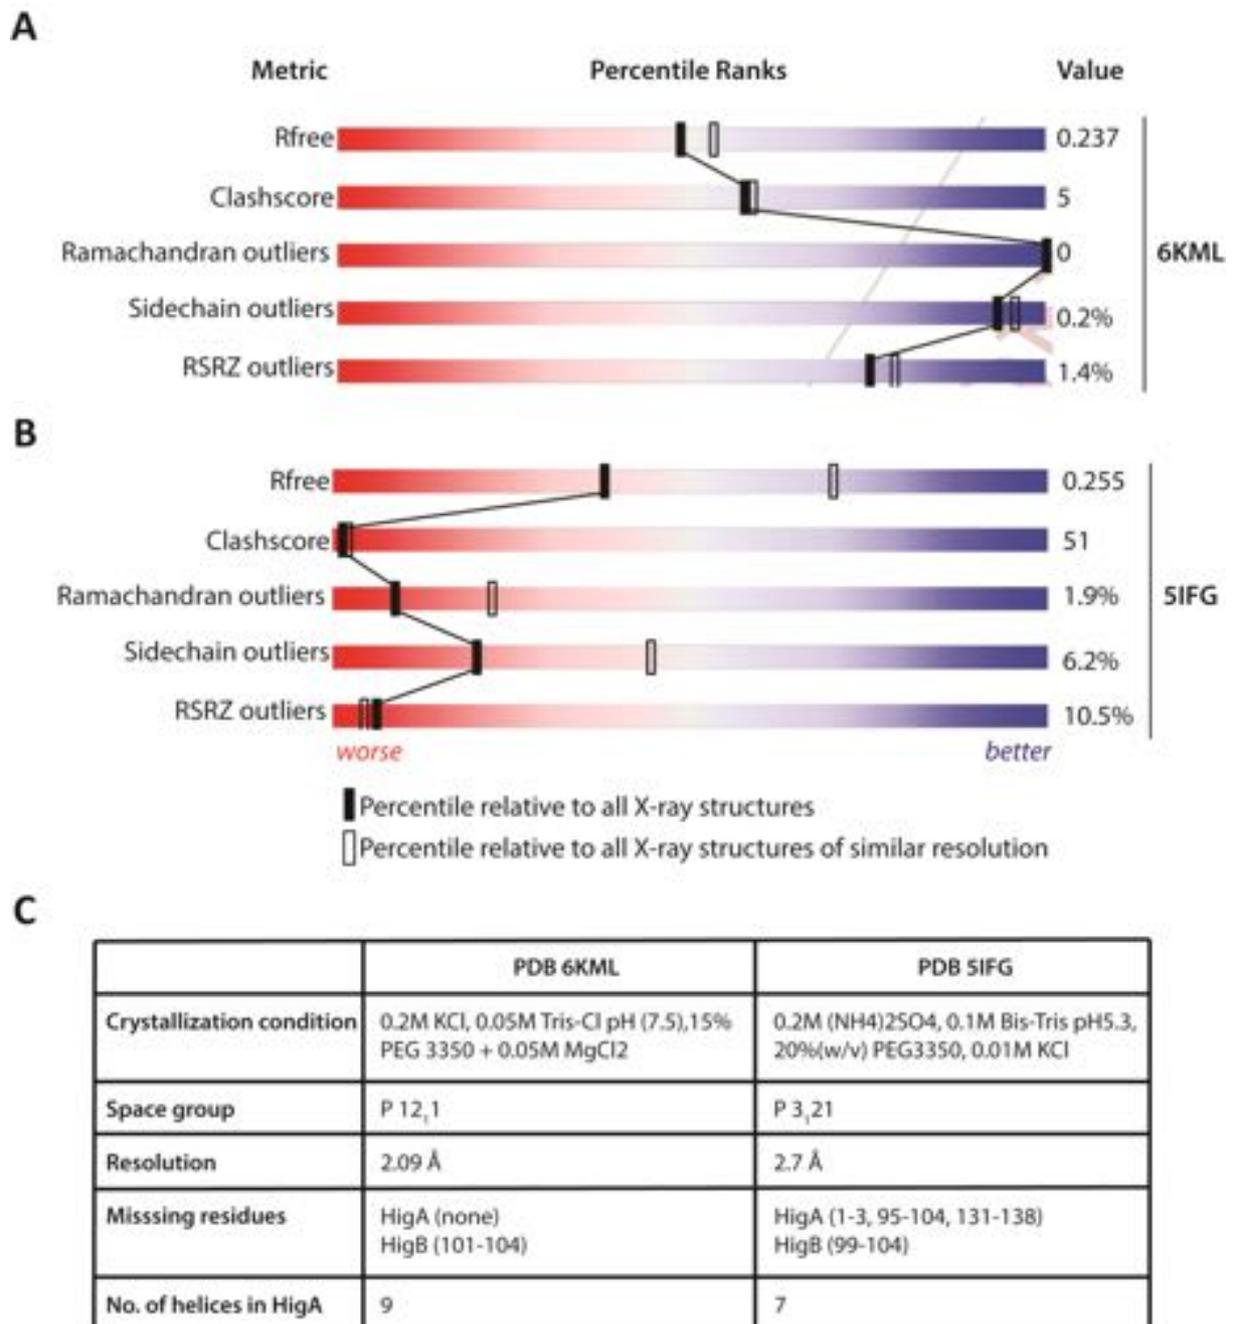 A
Metric Percentile Ranks Value
Rfree 0.237
Clashscore 5
Ramachandran outliers 0 6KML
Sidechain outliers 0.2%
RSRZ outliers 1.4%
B
Rfree 0.255
Clashscore 51
Ramachandran outliers 1.9% 5IFG
Sidechain outliers 6.2%
RSRZ outliers 10.5%
worse better
Percentile relative to all X-ray structures
Percentile relative to all X-ray structures of similar resolution
C
PDB 6KML PDB 5IFG
Crystallization condition 0.2M KCl, 0.05M Tris-Cl pH (7.5),15% 0.2M (NH4)2SO4, 0.1M Bis-Tris pH5.3,
PEG 3350 + 0.05M MgCl2 20%(w/v) PEG3350, 0.01M KCl
Space group P 12₁1 P 3₁21
Resolution 2.09 Å 2.7 Å
Misssing residues HigA (none) HigA (1-3, 95-104, 131-138)
HigB (101-104) HigB (99-104)
No. of helices in HigA 9 7